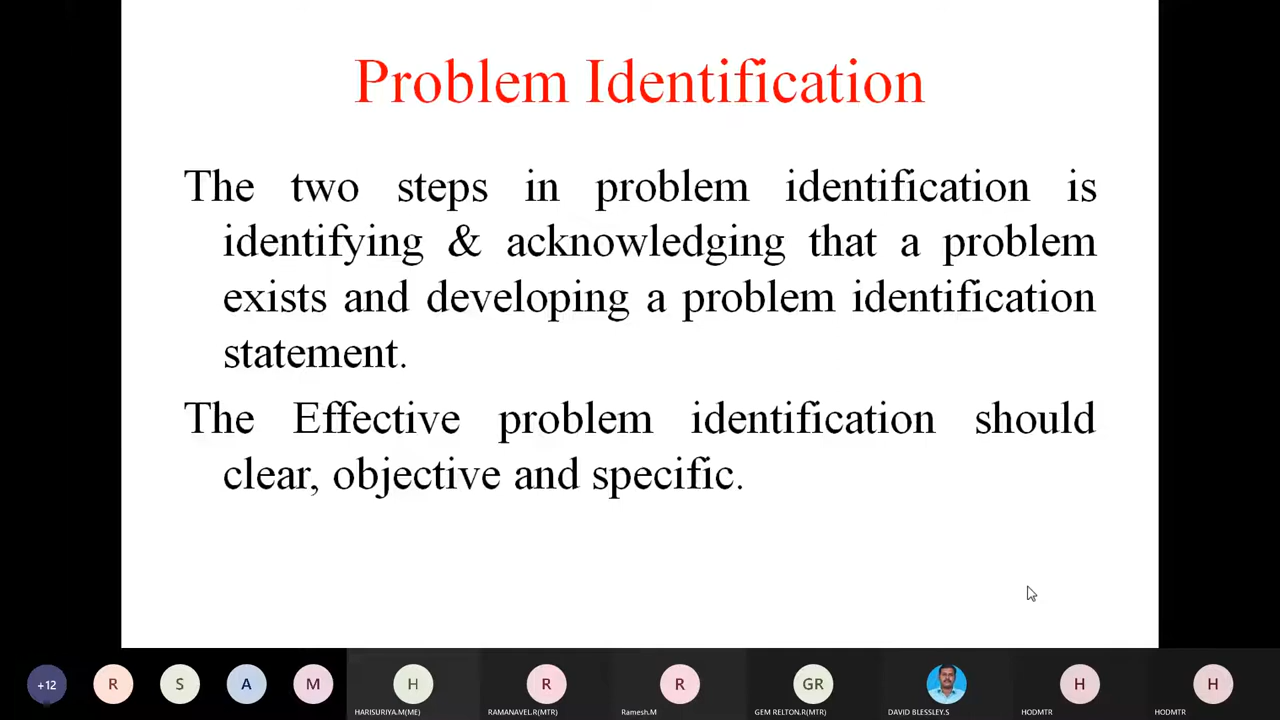 Problem Identification
The two steps in problem identification is
identifying & acknowledging that a problem
exists and developing a problem identification
statement.
The Effective problem identification should
clear, objective and specific.
+12 R S A M H R R GR H H
HARISURIYA.M(ME) RAMANAVEL.R(MTR) Ramesh.M GEM RELTON.R(MTR) DAVID BLESSLEY.S HODMTR HODMTR